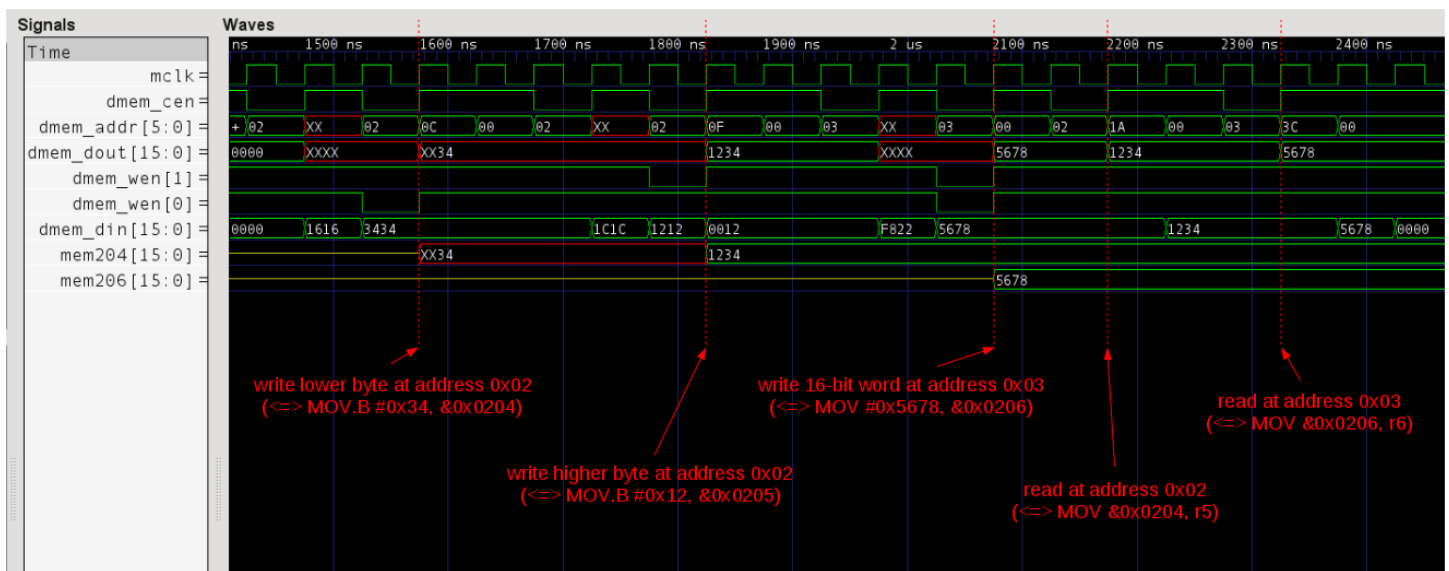 Signals
Waves
Time
ns 1500 ns 1600 ns 1700 ns 1800 ns 1900 ns 2 us 2100 ns 2200 ns 2300 ns 2400 ns
mclk =
dmem_cen =
dmem_addr[5:0] = + 02 XX 02 0C 00 02 XX 02 0F 00 03 XX 03 00 02 1A 00 03 3C 00
dmem_dout[15:0] = 0000 XXXX XX34 1234 XXXX 5678 1234 5678
dmem_wen[1] =
dmem_wen[0] =
dmem_din[15:0] = 0000 1616 3434 1C1C 1212 0012 F822 5678 1234 5678 0000
mem204[15:0] = XX34 1234
mem206[15:0] = 5678
write lower byte at address 0x02
(<=> MOV.B #0x34, &0x0204)
write 16-bit word at address 0x03
(<=> MOV #0x5678, &0x0206)
read at address 0x03
(<=> MOV &0x0206, r6)
write higher byte at address 0x02
(<=> MOV.B #0x12, &0x0205)
read at address 0x02
(<=> MOV &0x0204, r5)